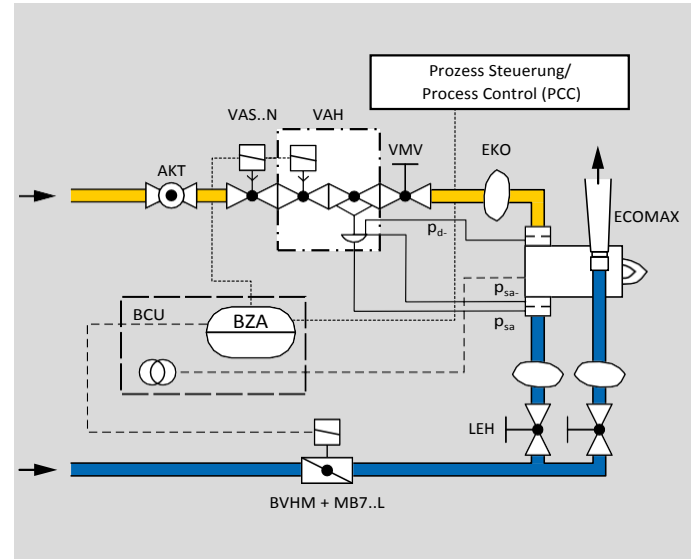 Prozess Steuerung/
Process Control (PCC)
VAS..N
VAH
VMV
EKO
AKT
ECOMAX
pd-
psa-
psa
BCU
BZA
LEH
BVHM + MB7..L